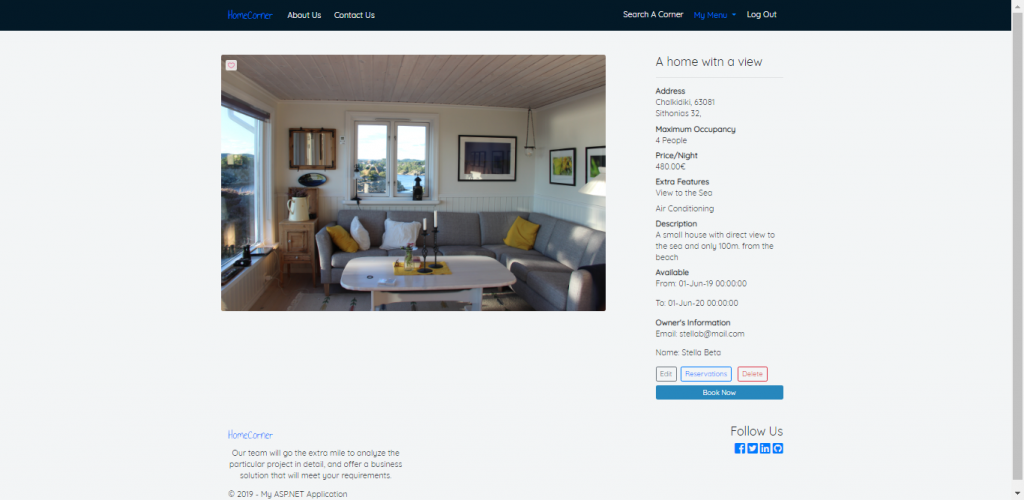 HomeCorner About Us Contact Us Search A Corner My Menu Log Out
A home witn a view
Address
Chalkidiki, 63081
Sithonias 32,
Maximum Occupancy
4 People
Price/Night
480.00€
Extra Features
View to the Sea
Air Conditioning
Description
A small house with direct view to
the sea and only 100m. from the
beach
Available
From: 01-Jun-19 00:00:00
To: 01-Jun-20 00:00:00
Owner's Information
Email: stellab@mail.com
Name: Stella Beta
Edit Reservations Delete
Book Now
HomeCorner
Our team will go the extra mile to analyze the
particular project in detail, and offer a business
solution that will meet your requirements.
© 2019 - My ASP.NET Application
Follow Us